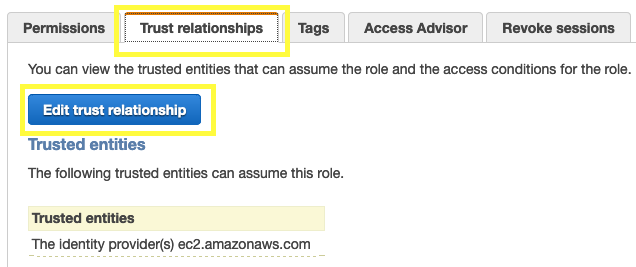 Permissions Trust relationships Tags Access Advisor Revoke sessions
You can view the trusted entities that can assume the role and the access conditions for the role.
Edit trust relationship
Trusted entities
The following trusted entities can assume this role.
Trusted entities
The identity provider(s) ec2.amazonaws.com